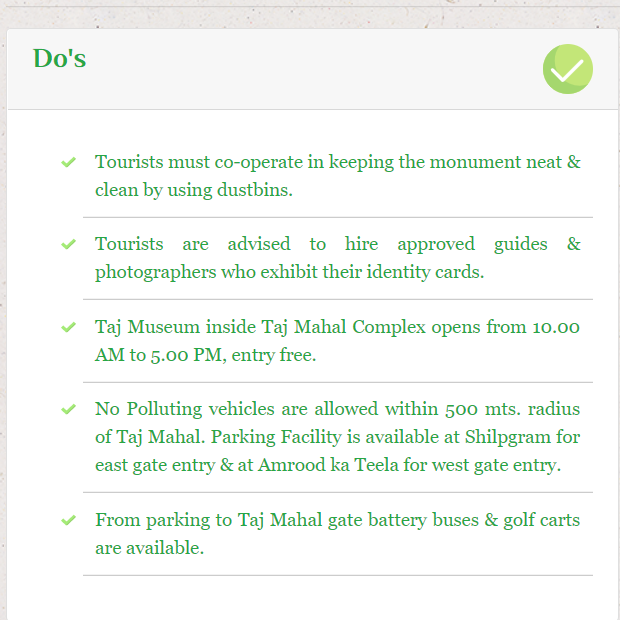 Do's
Tourists must co-operate in keeping the monument neat &
clean by using dustbins.
Tourists are advised to hire approved guides &
photographers who exhibit their identity cards.
Taj Museum inside Taj Mahal Complex opens from 10.00
AM to 5.00 PM, entry free.
No Polluting vehicles are allowed within 500 mts. radius
of Taj Mahal. Parking Facility is available at Shilpgram for
east gate entry & at Amrood ka Teela for west gate entry.
From parking to Taj Mahal gate battery buses & golf carts
are available.